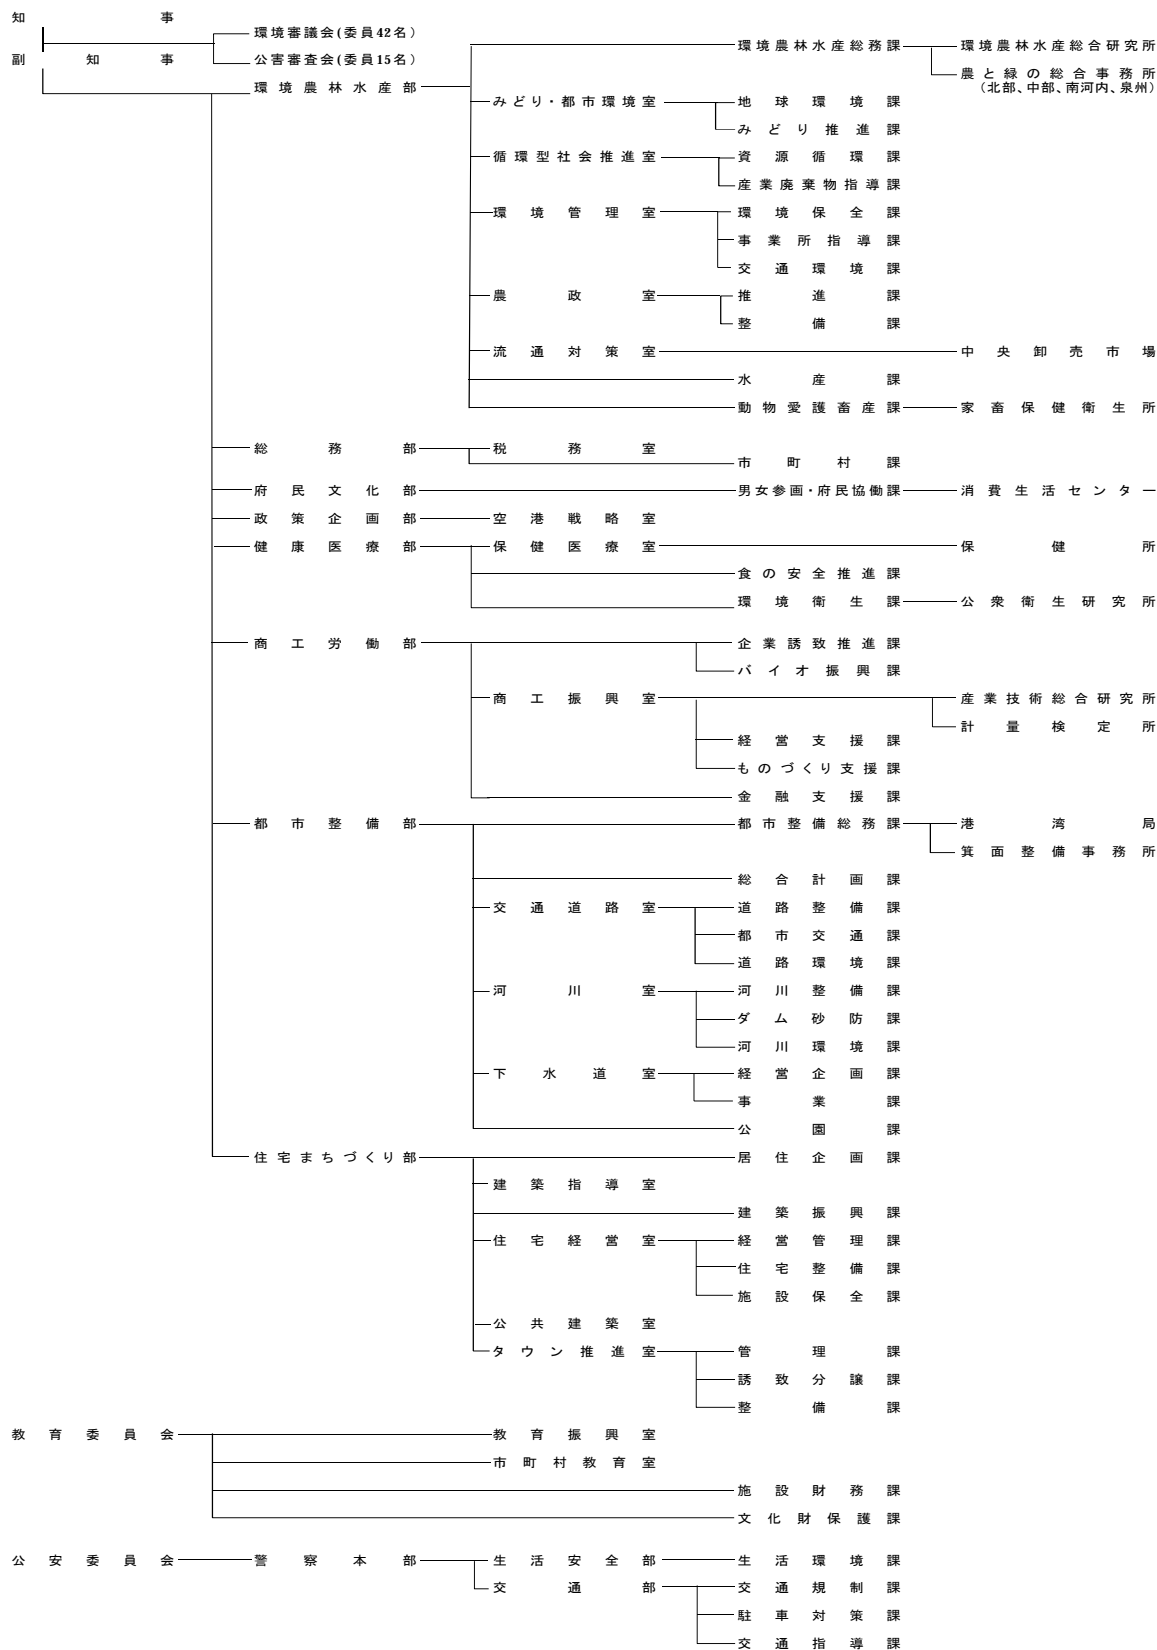 知事
環境審議会(委員42名)
環境農林水産総務課 環境農林水産総合研究所
副知事 公害審査会(委員15名)
農と緑の総合事務所
(北部、中部、南河内、泉州)
環境農林水産部
みどり・都市環境室 地球環境課
みどり推進課
循環型社会推進室 資源循環課
産業廃棄物指導課
環境管理室 環境保全課
事業所指導課
交通環境課
農政室 推進課
整備課
流通対策室 中央卸売市場
水産課
動物愛護畜産課 家畜保健衛生所
総務部 税務室
市町村課
府民文化部 男女参画・府民協働課 消費生活センター
政策企画部 空港戦略室
健康医療部 保健医療室 保健所
食の安全推進課
環境衛生課 公衆衛生研究所
商工労働部 企業誘致推進課
バイオ振興課
商工振興室 産業技術総合研究所
計量検定所
経営支援課
ものづくり支援課
金融支援課
都市整備部 都市整備総務課 港湾局
箕面整備事務所
総合計画課
交通道路室 道路整備課
都市交通課
道路環境課
河川室 河川整備課
ダム砂防課
河川環境課
下水道室 経営企画課
事業課
公園課
住宅まちづくり部 居住企画課
建築指導室
建築振興課
住宅経営室 経営管理課
住宅整備課
施設保全課
公共建築室
タウン推進室 管理課
誘致分譲課
整備課
教育委員会 教育振興室
市町村教育室
施設財務課
文化財保護課
公安委員会 警察本部 生活安全部 生活環境課
交通部 交通規制課
駐車対策課
交通指導課